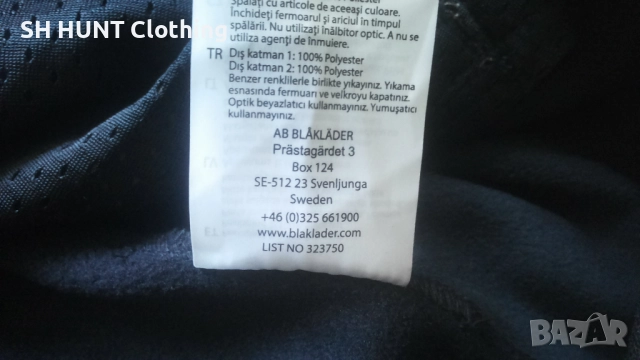 SH HUNT Clothing
Spălați cu articole de aceeași culoare.
Închideți fermoarul și ariciul în timpul
spălării. Nu utilizați înălbitor optic. A nu se
utiliza agenți de înmuiere.
TR Dış katman 1: 100% Polyester
Dış katman 2: 100% Polyester
Benzer renklilerle birlikte yıkayınız. Yıkama
esnasında fermuarı ve velkroyu kapatınız.
Optik beyazlatıcı kullanmayınız. Yumuşatıcı
kullanmayınız.
AB BLÅKLÄDER
Prästagärdet 3
Box 124
SE-512 23 Svenljunga
Sweden
+46 (0)325 661900
www.blaklader.com
LIST NO 323750
BAZAR